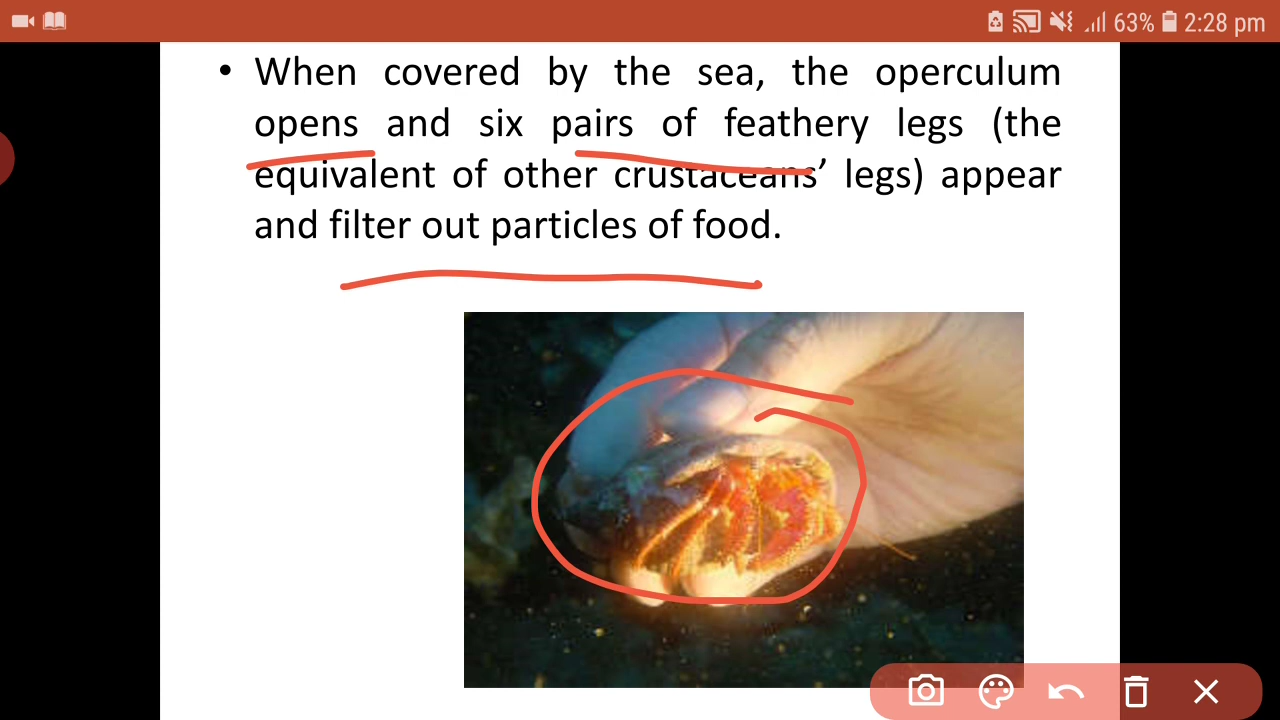 63% 2:28 pm
• When covered by the sea, the operculum
opens and six pairs of feathery legs (the
equivalent of other crustaceans’ legs) appear
and filter out particles of food.